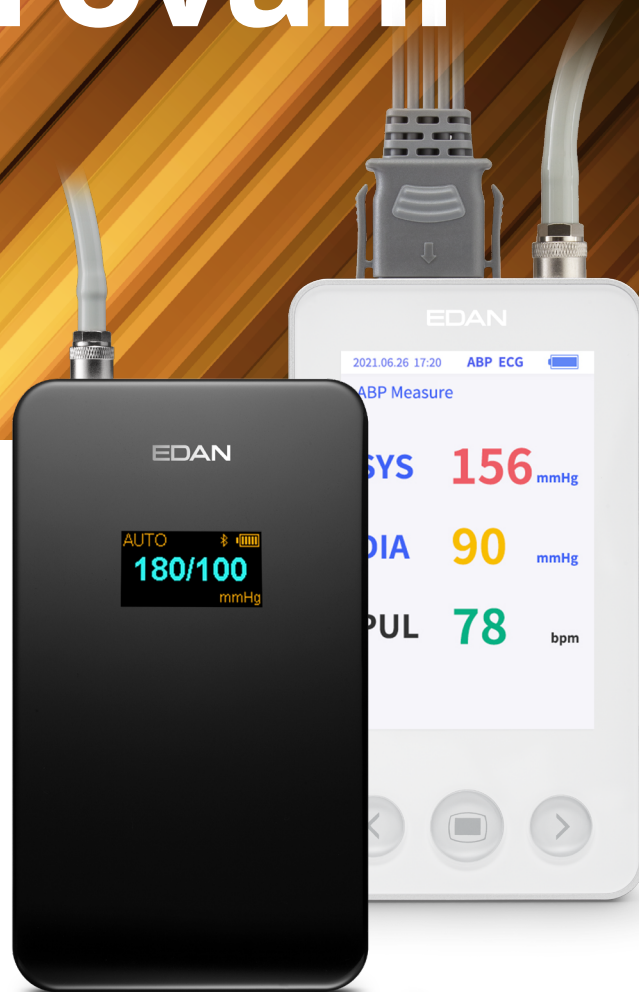 EDAN
2021.06.26 17:20 ABP ECG
ABP Measure
SYS 156 mmHg
DIA 90 mmHg
PUL 78 bpm
EDAN
AUTO
180/100
mmHg